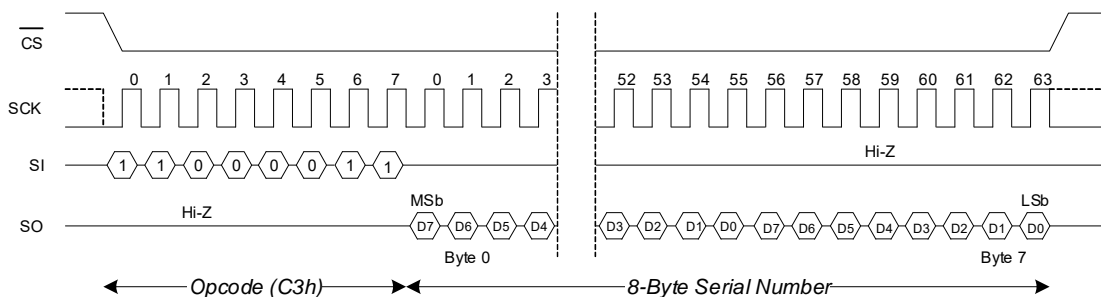 CS
0 1 2 3 4 5 6 7 0 1 2 3 52 53 54 55 56 57 58 59 60 61 62 63
SCK
Hi-Z
SI 1 1 0 0 0 0 1 1
MSb LSb
Hi-Z
SO D7 D6 D5 D4 D3 D2 D1 D0 D7 D6 D5 D4 D3 D2 D1 D0
Byte 0 Byte 7
Opcode (C3h) 8-Byte Serial Number